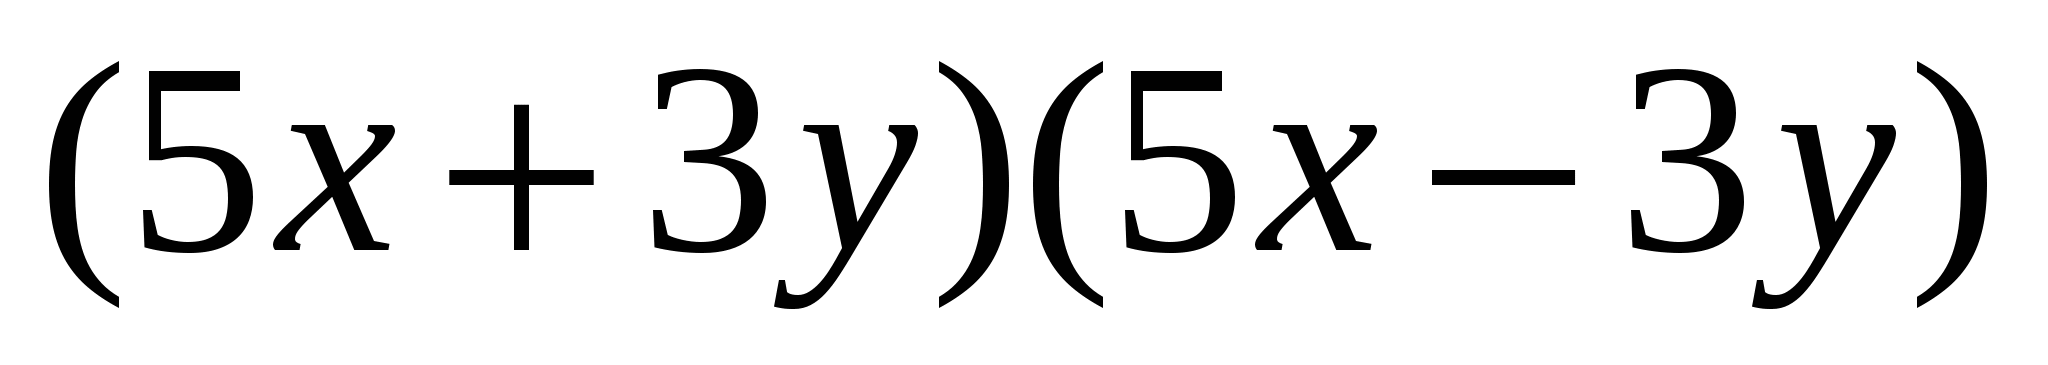 (5x + 3y)(5x − 3y)